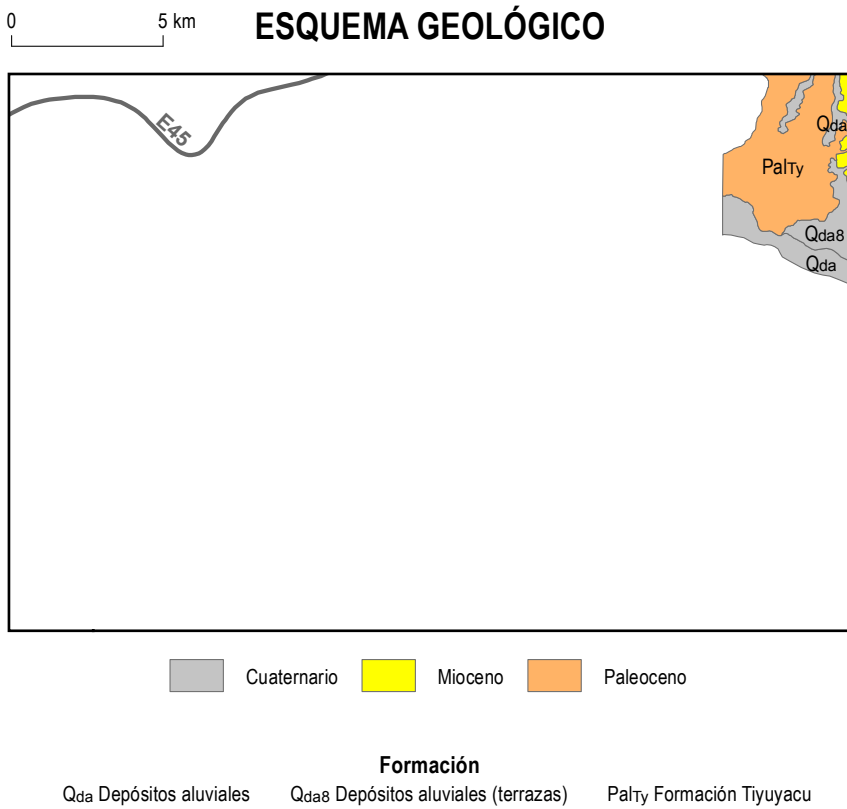 0 5 km
ESQUEMA GEOLÓGICO
E45
Qda
PalTy
Qda8
Qda
Cuaternario Mioceno Paleoceno
Formación
Qda Depósitos aluviales Qda8 Depósitos aluviales (terrazas) PalTy Formación Tiyuyacu